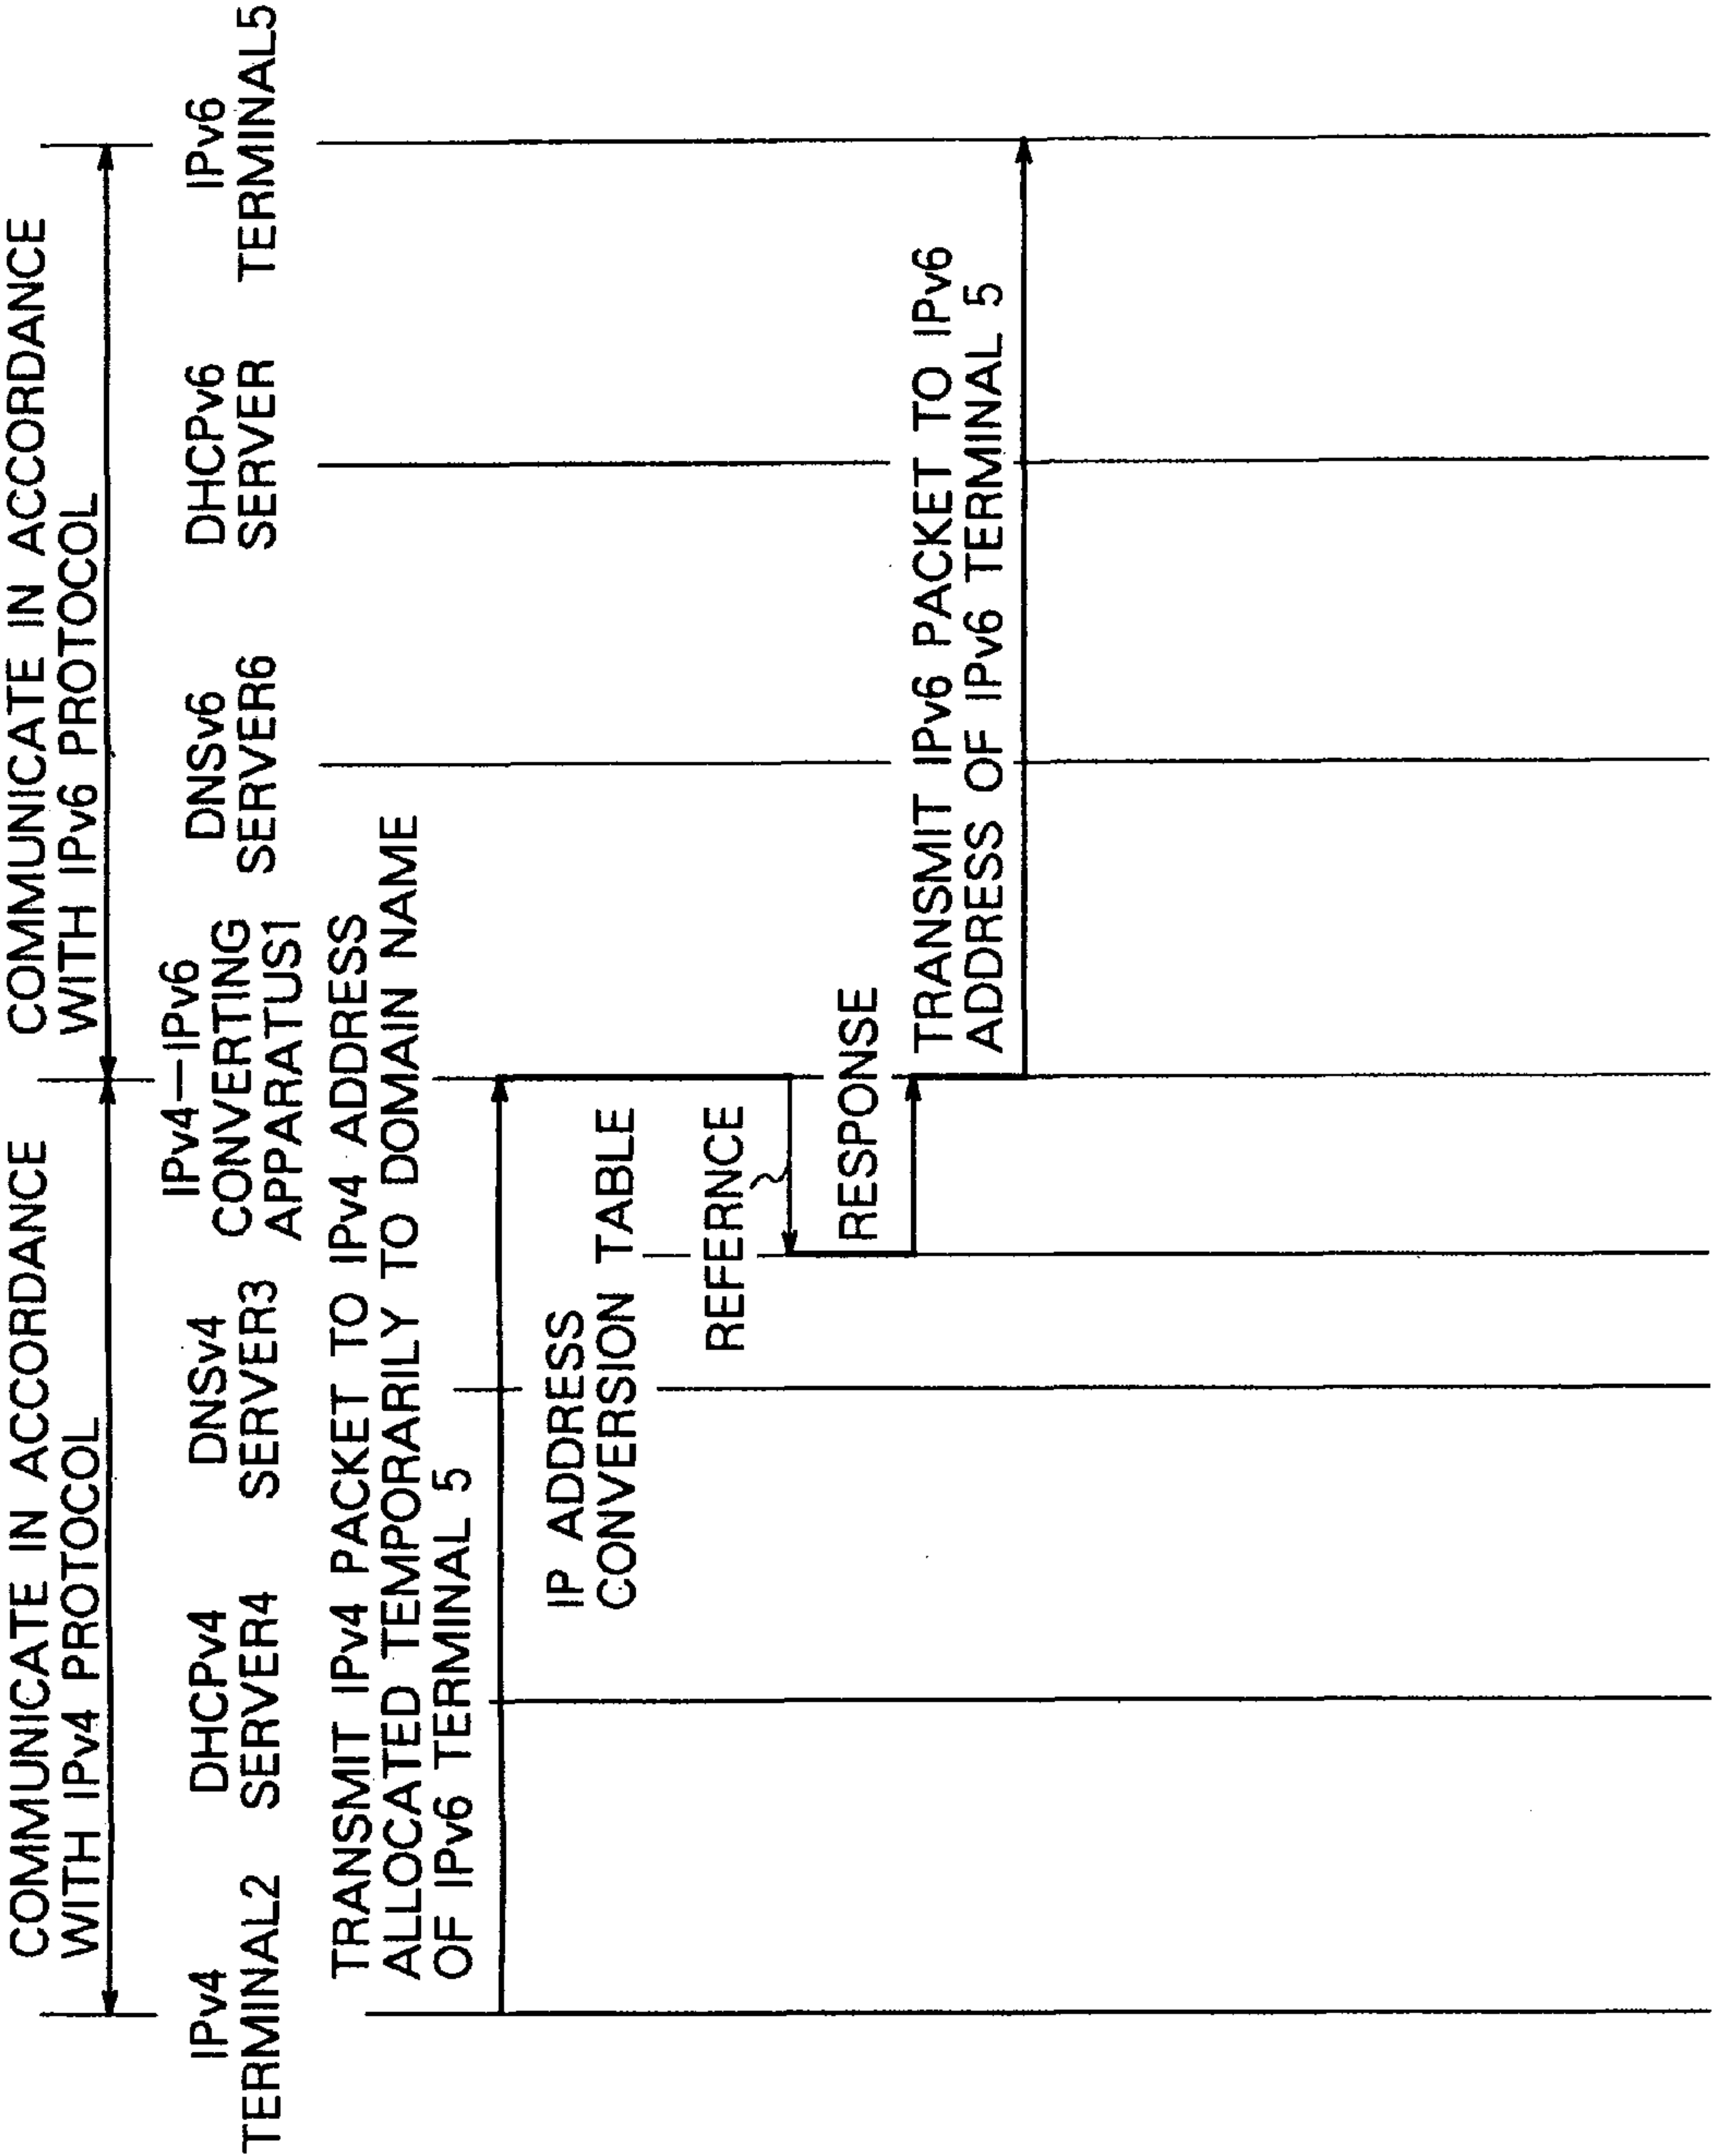 COMMUNICATE IN ACCORDANCE
WITH IPv4 PROTOCOL
COMMUNICATE IN ACCORDANCE
WITH IPv6 PROTOCOL
IPv4
TERMINAL2
DHCPv4
SERVER4
DNSv4
SERVER3
IPv4−IPv6
CONVERTING
APPARATUS1
DNSv6
SERVER6
DHCPv6
SERVER
IPv6
TERMINAL5
TRANSMIT IPv4 PACKET TO IPv4 ADDRESS
ALLOCATED TEMPORARILY TO DOMAIN NAME
OF IPv6 TERMINAL 5
IP ADDRESS
CONVERSION TABLE
REFERNCE
RESPONSE
TRANSMIT IPv6 PACKET TO IPv6
ADDRESS OF IPv6 TERMINAL 5